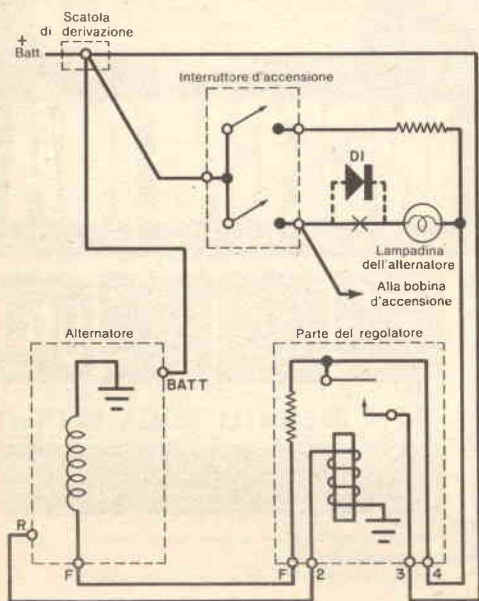 Scatola
di derivazione
+
Batt.
Interruttore d'accensione
D1
Lampadina
dell'alternatore
Alla bobina
d'accensione
Alternatore
Parte del regolatore
BATT
R
F
F
2
3
4